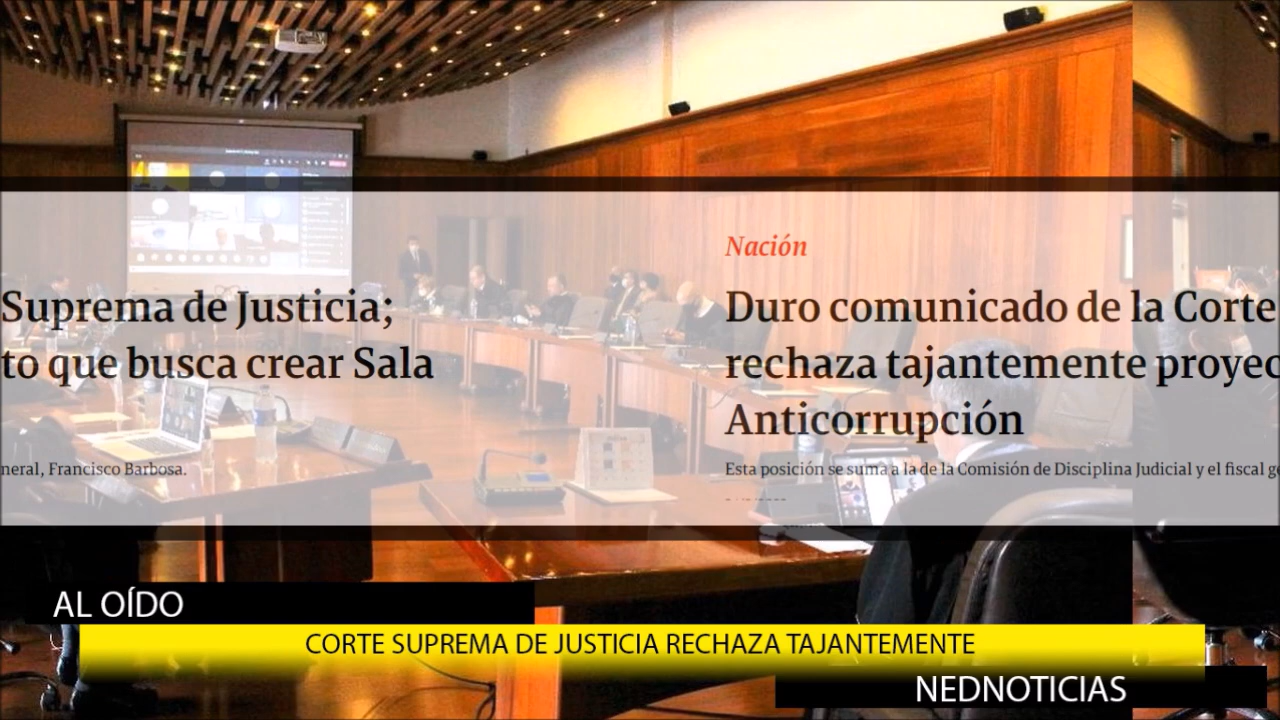 Nación
Suprema de Justicia;
to que busca crear Sala
neral, Francisco Barbosa.
Duro comunicado de la Corte
rechaza tajantemente proyec
Anticorrupción
Esta posición se suma a la de la Comisión de Disciplina Judicial y el fiscal ge
AL OÍDO
CORTE SUPREMA DE JUSTICIA RECHAZA TAJANTEMENTE
NEDNOTICIAS